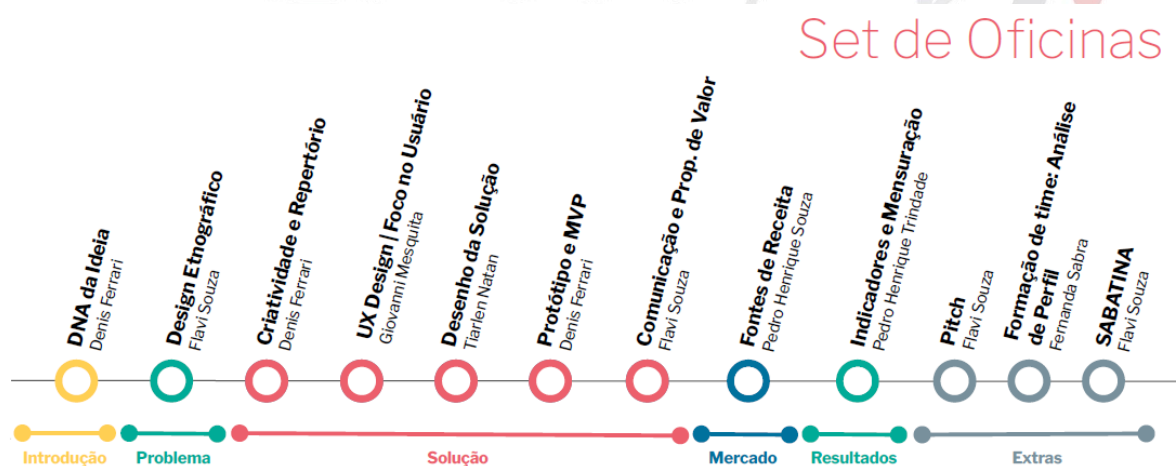 Set de Oficinas
DNA da Ideia
Denis Ferrari
Design Etnográfico
Flavi Souza
Criatividade e Repertório
Denis Ferrari
UX Design | Foco no Usuário
Giovanni Mesquita
Desenho da Solução
Tiarlen Natan
Protótipo e MVP
Denis Ferrari
Comunicação e Prop. de Valor
Flavi Souza
Fontes de Receita
Pedro Henrique Souza
Indicadores e Mensuração
Pedro Henrique Trindade
Pitch
Flavi Souza
Formação de time: Análise
de Perfil
Fernanda Sabra
SABATINA
Flavi Souza
Introdução
Problema
Solução
Mercado
Resultados
Extras